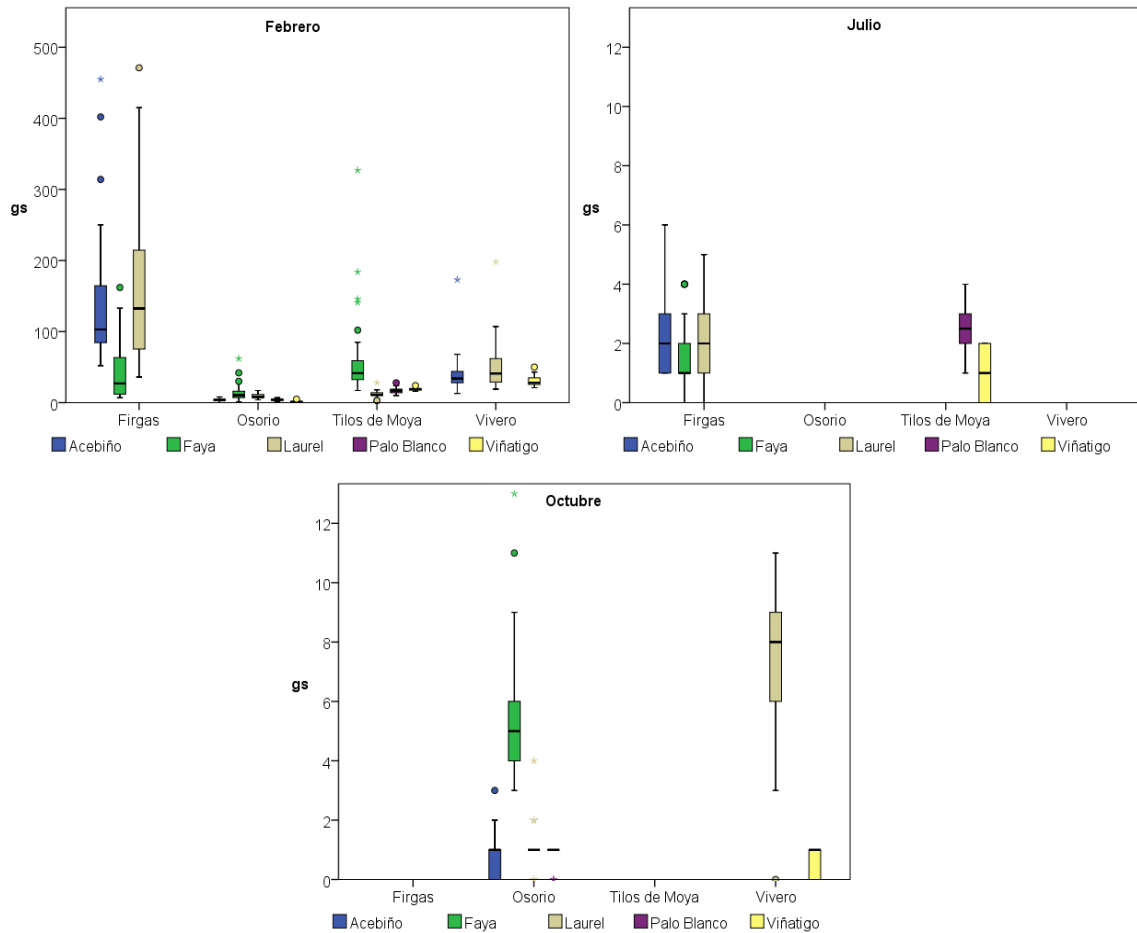 Febrero
500
400
300
200
100
0
gs
Firgas Osorio Tilos de Moya Vivero
Acebiño Faya Laurel Palo Blanco Viñatigo
Julio
12
10
8
6
4
2
0
gs
Firgas Osorio Tilos de Moya Vivero
Acebiño Faya Laurel Palo Blanco Viñatigo
Octubre
12
10
8
6
4
2
0
gs
Firgas Osorio Tilos de Moya Vivero
Acebiño Faya Laurel Palo Blanco Viñatigo